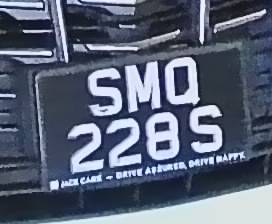 SMQ
228S
JACK CARS - DRIVE ASSURED, DRIVE HAPPY.